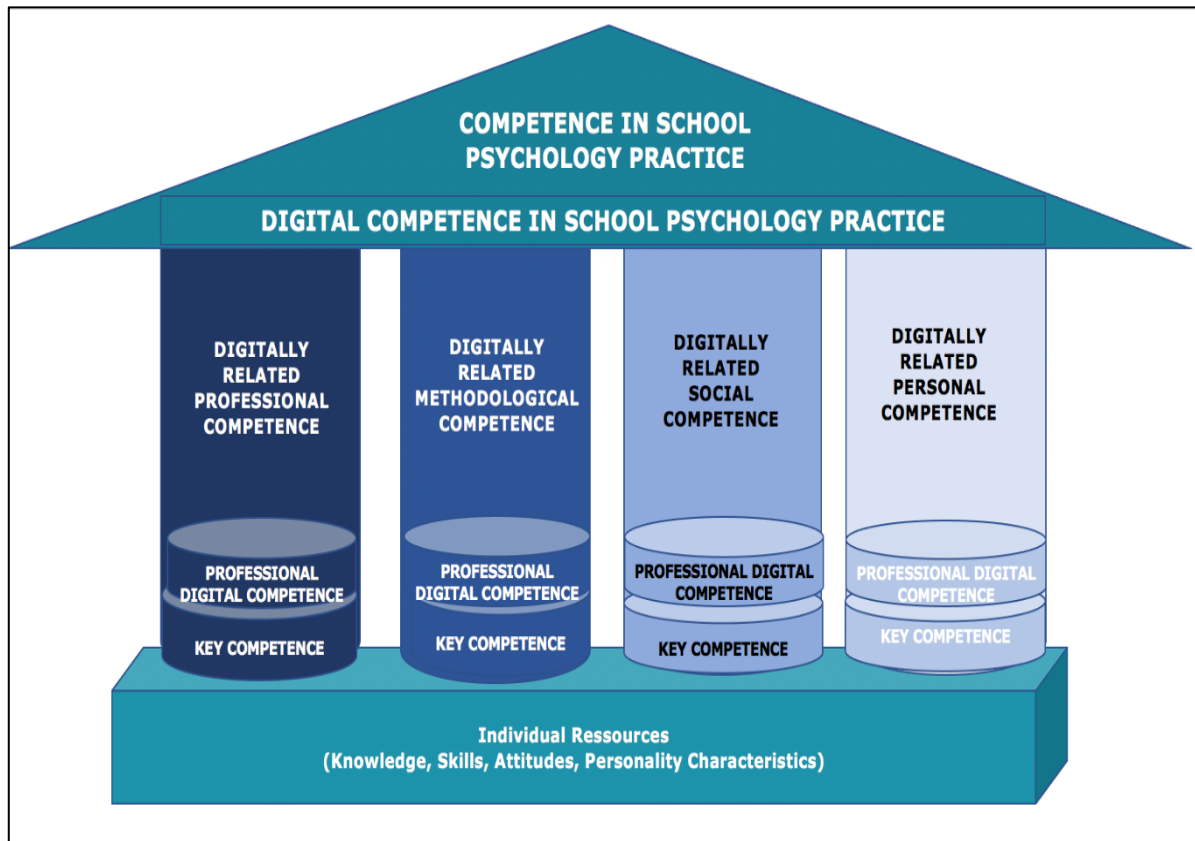 COMPETENCE IN SCHOOL
PSYCHOLOGY PRACTICE
DIGITAL COMPETENCE IN SCHOOL PSYCHOLOGY PRACTICE
DIGITALLY
RELATED
PROFESSIONAL
COMPETENCE
DIGITALLY
RELATED
METHODOLOGICAL
COMPETENCE
DIGITALLY
RELATED
SOCIAL
COMPETENCE
DIGITALLY
RELATED
PERSONAL
COMPETENCE
PROFESSIONAL
DIGITAL COMPETENCE
KEY COMPETENCE
PROFESSIONAL
DIGITAL COMPETENCE
KEY COMPETENCE
PROFESSIONAL DIGITAL
COMPETENCE
KEY COMPETENCE
PROFESSIONAL DIGITAL
COMPETENCE
KEY COMPETENCE
Individual Ressources
(Knowledge, Skills, Attitudes, Personality Characteristics)